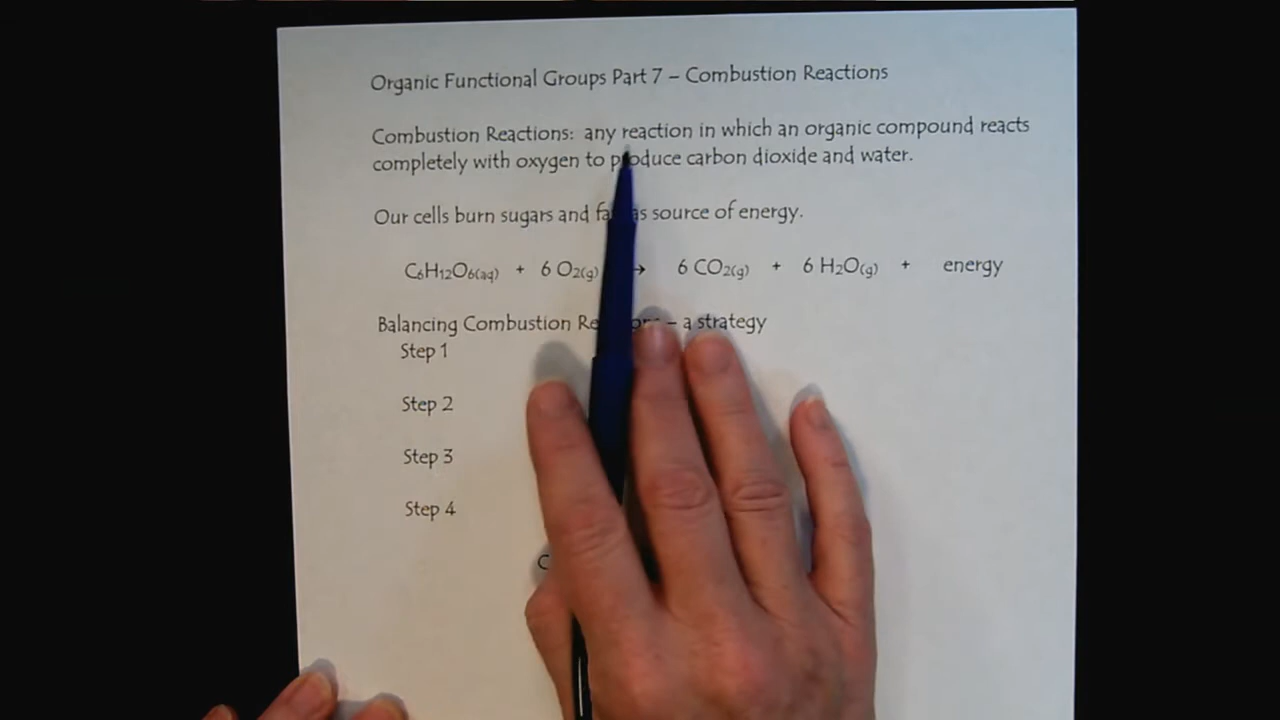 Organic Functional Groups Part 7 – Combustion Reactions
Combustion Reactions: any reaction in which an organic compound reacts
completely with oxygen to produce carbon dioxide and water.
Our cells burn sugars and as source of energy.
C₆H₁₂O₆(aq) + 6 O₂(g) → 6 CO₂(g) + 6 H₂O(g) + energy
Balancing Combustion – a strategy
Step 1
Step 2
Step 3
Step 4